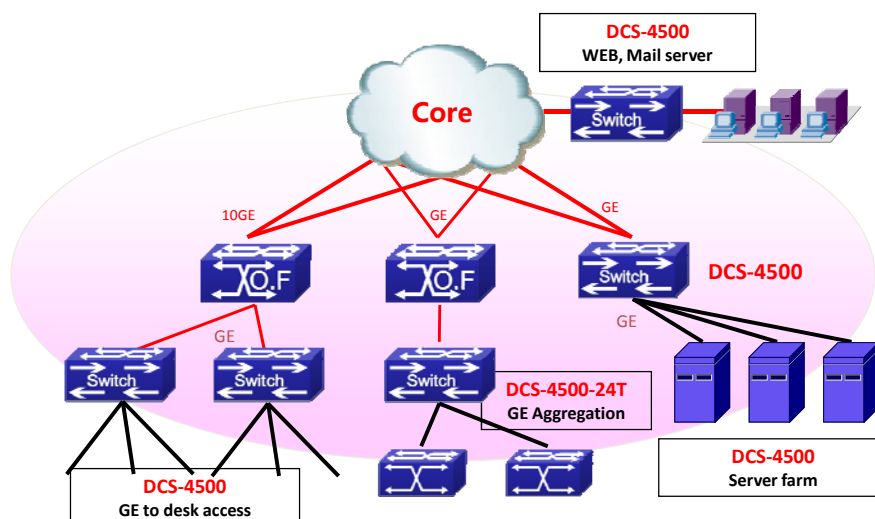 DCS-4500
WEB, Mail server
Core
Switch
10GE
GE
GE
O.F
O.F
Switch
DCS-4500
GE
GE
Switch
Switch
Switch
DCS-4500-24T
GE Aggregation
DCS-4500
GE to desk access
DCS-4500
Server farm